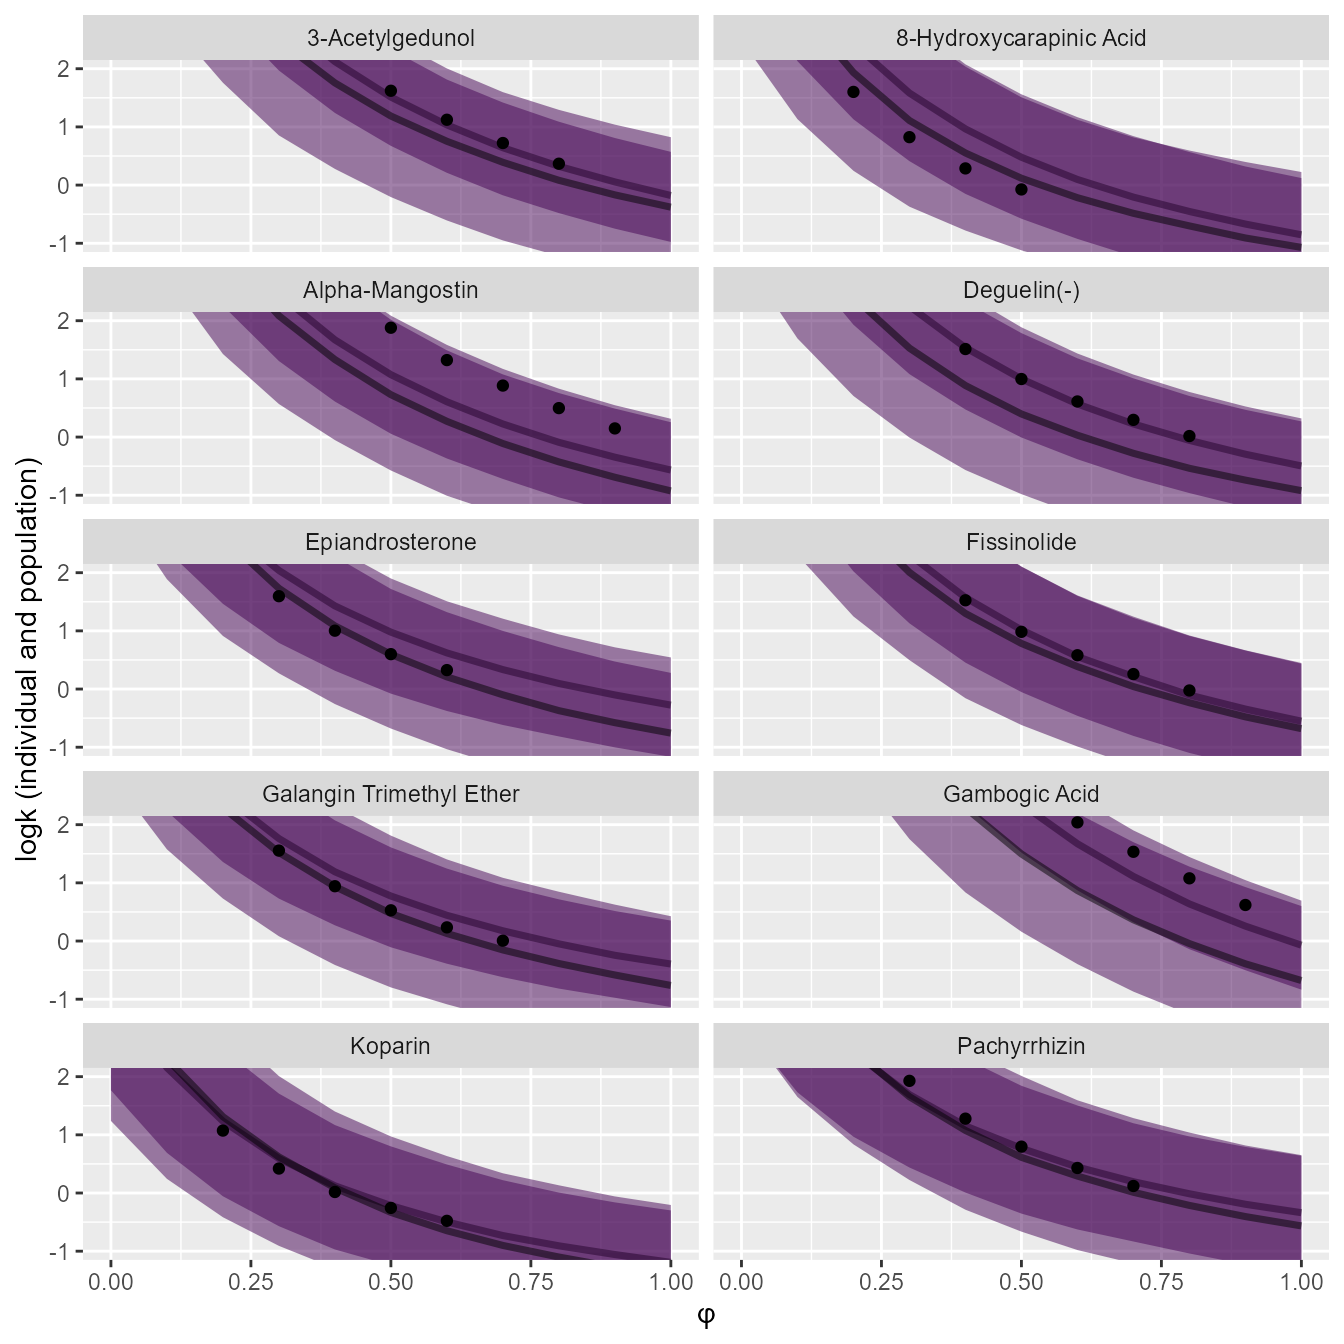 3-Acetylgedunol
8-Hydroxycarapinic Acid
2
1
0
-1
Alpha-Mangostin
Deguelin(-)
2
1
0
-1
Epiandrosterone
Fissinolide
2
1
0
-1
Galangin Trimethyl Ether
Gambogic Acid
2
1
0
-1
Koparin
Pachyrrhizin
2
1
0
-1
0.00 0.25 0.50 0.75 1.00
0.00 0.25 0.50 0.75 1.00
φ
logk (individual and population)